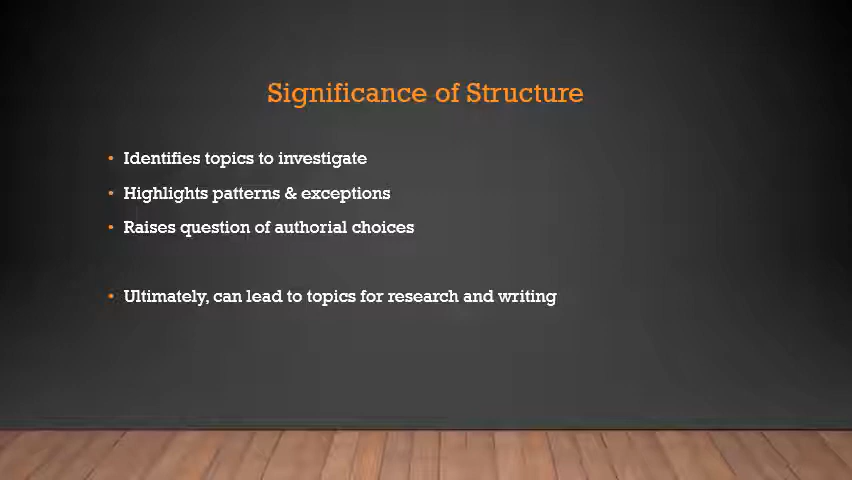 Significance of Structure
• Identifies topics to investigate
• Highlights patterns & exceptions
• Raises question of authorial choices
• Ultimately, can lead to topics for research and writing